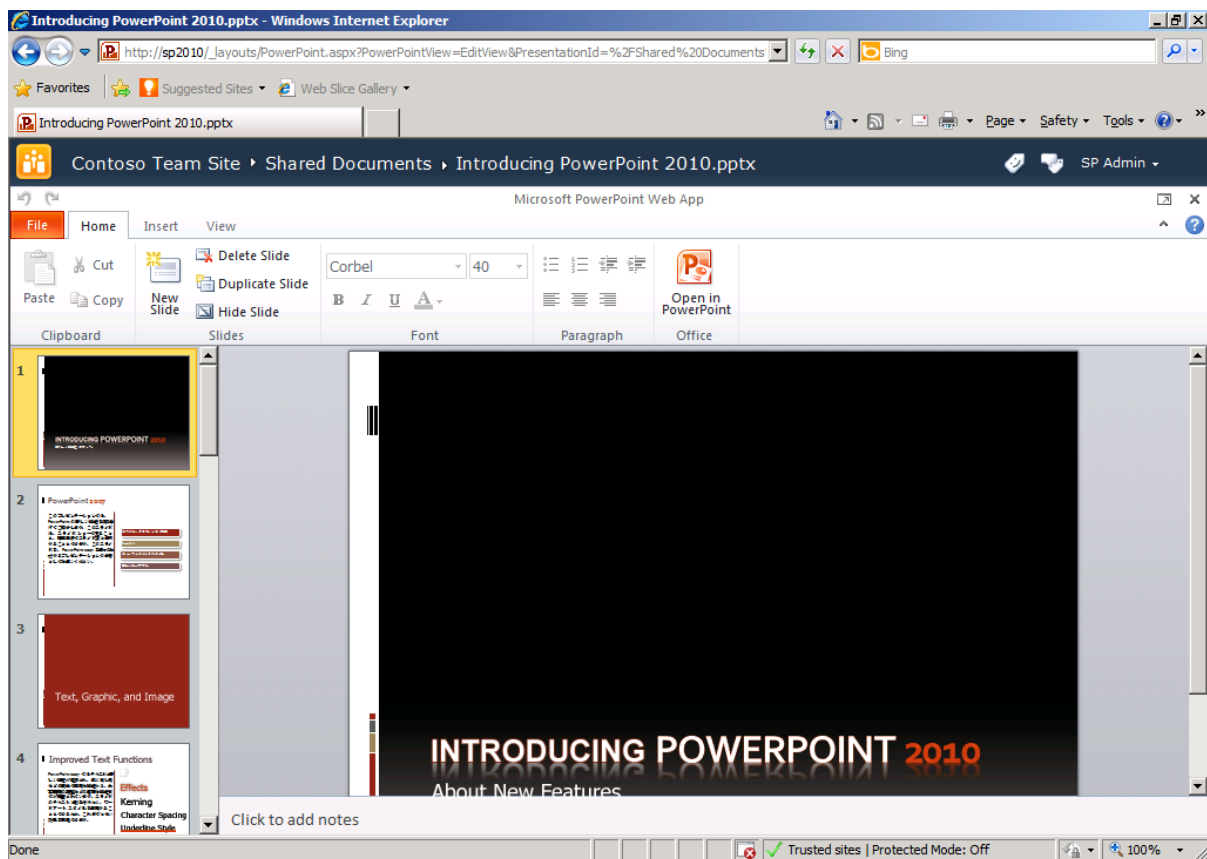 Introducing PowerPoint 2010.pptx - Windows Internet Explorer
http://sp2010/_layouts/PowerPoint.aspx?PowerPointView=EditView&PresentationId=%2FShared%20Documents
Bing
Favorites Suggested Sites Web Slice Gallery
Introducing PowerPoint 2010.pptx
Page Safety Tools
Contoso Team Site Shared Documents Introducing PowerPoint 2010.pptx SP Admin
Microsoft PowerPoint Web App
File Home Insert View
Paste Cut Copy
Clipboard
New Slide
Delete Slide
Duplicate Slide
Hide Slide
Slides
Corbel 40
B I U A
Font
Paragraph
Open in PowerPoint
Office
1
INTRODUCING POWERPOINT 2010
2
PowerPoint 2007
3
Text, Graphic, and Image
4
Improved Text Functions
Effects
Kerning
Character Spacing
Underline Style
INTRODUCING POWERPOINT 2010
About New Features
Click to add notes
Done
Trusted sites | Protected Mode: Off
100%